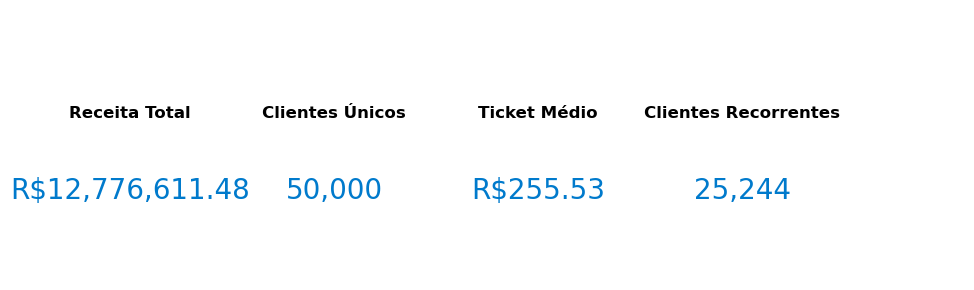 Receita Total Clientes Únicos Ticket Médio Clientes Recorrentes
R$12,776,611.48 50,000 R$255.53 25,244